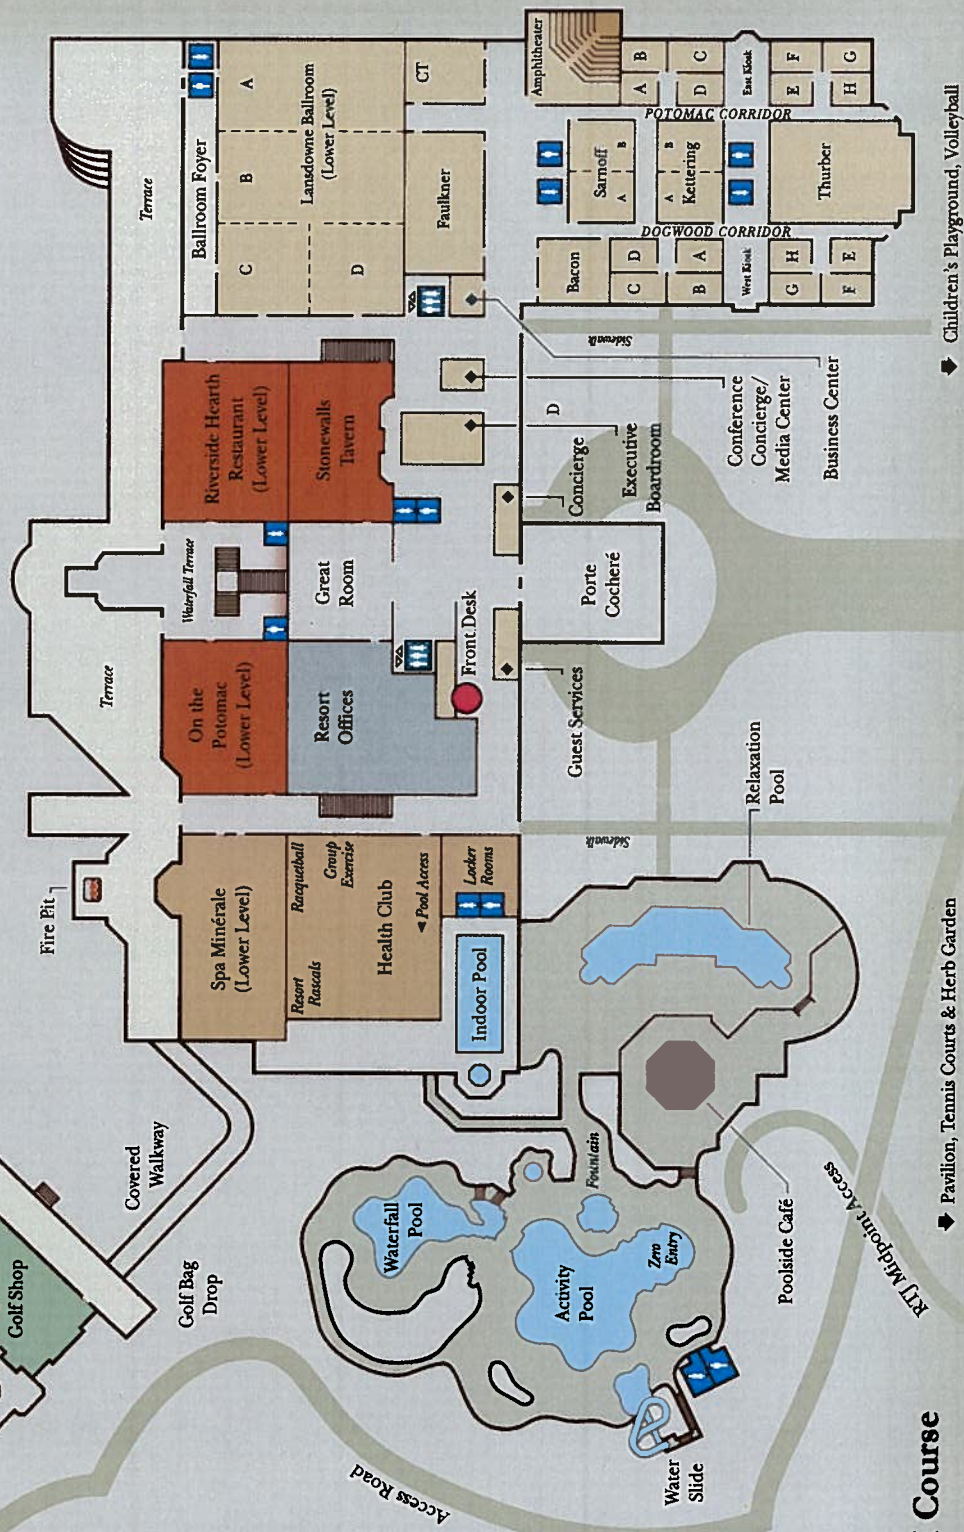 Golf Shop
Covered
Walkway
Golf Bag
Drop
Access Road
Water
Slide
Waterfall
Pool
Activity
Pool
Zero
Entry
Fountain
Poolside Café
RTJ Midpoint Access
Course
Fire Pit
Spa Minérale
(Lower Level)
Resort
Rascals
Racquetball
Group
Exercise
Health Club
◄ Pool Access
Locker
Rooms
Indoor Pool
Relaxation
Pool
Sidewalk
Pavilion, Tennis Courts & Herb Garden
Terrace
On the
Potomac
(Lower Level)
Resort
Offices
Front Desk
Guest Services
Waterfall Terrace
Great
Room
Porte
Cocheré
Concierge
Riverside Hearth
Restaurant
(Lower Level)
Stonewalls
Tavern
D
Executive
Boardroom
Conference
Concierge/
Media Center
Business Center
Sidewalk
Terrace
Ballroom Foyer
A
B
C
D
Lansdowne Ballroom
(Lower Level)
CT
Faulkner
Amphitheater
B
A
C
D
East Kiosk
F
E
G
H
POTOMAC CORRIDOR
Sarnoff
A
B
Kettering
A
B
Thurber
DOGWOOD CORRIDOR
Bacon
D
C
A
B
West Kiosk
H
G
E
F
Children's Playground, Volleyball